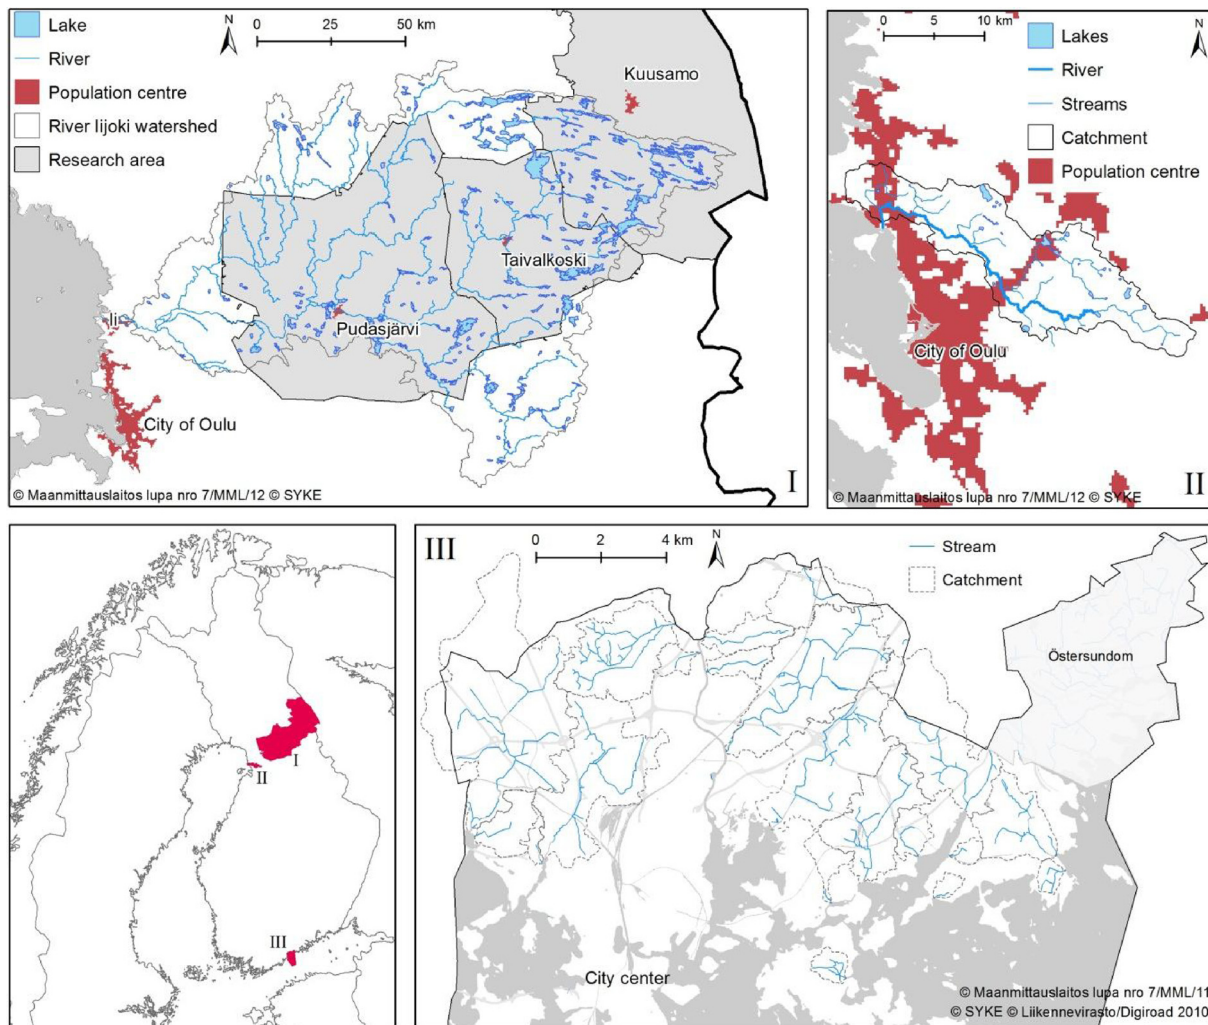 Lake
River
Population centre
River Iijoki watershed
Research area
N
0 25 50 km
Kuusamo
Taivalkoski
Pudasjärvi
Ii
City of Oulu
© Maanmittauslaitos lupa nro 7/MML/12 © SYKE
I
0 5 10 km
N
Lakes
River
Streams
Catchment
Population centre
City of Oulu
© Maanmittauslaitos lupa nro 7/MML/12 © SYKE
II
I
II
III
III
0 2 4 km
N
Stream
Catchment
Östersundom
City center
© Maanmittauslaitos lupa nro 7/MML/11
© SYKE © Liikennevirasto/Digiroad 2010